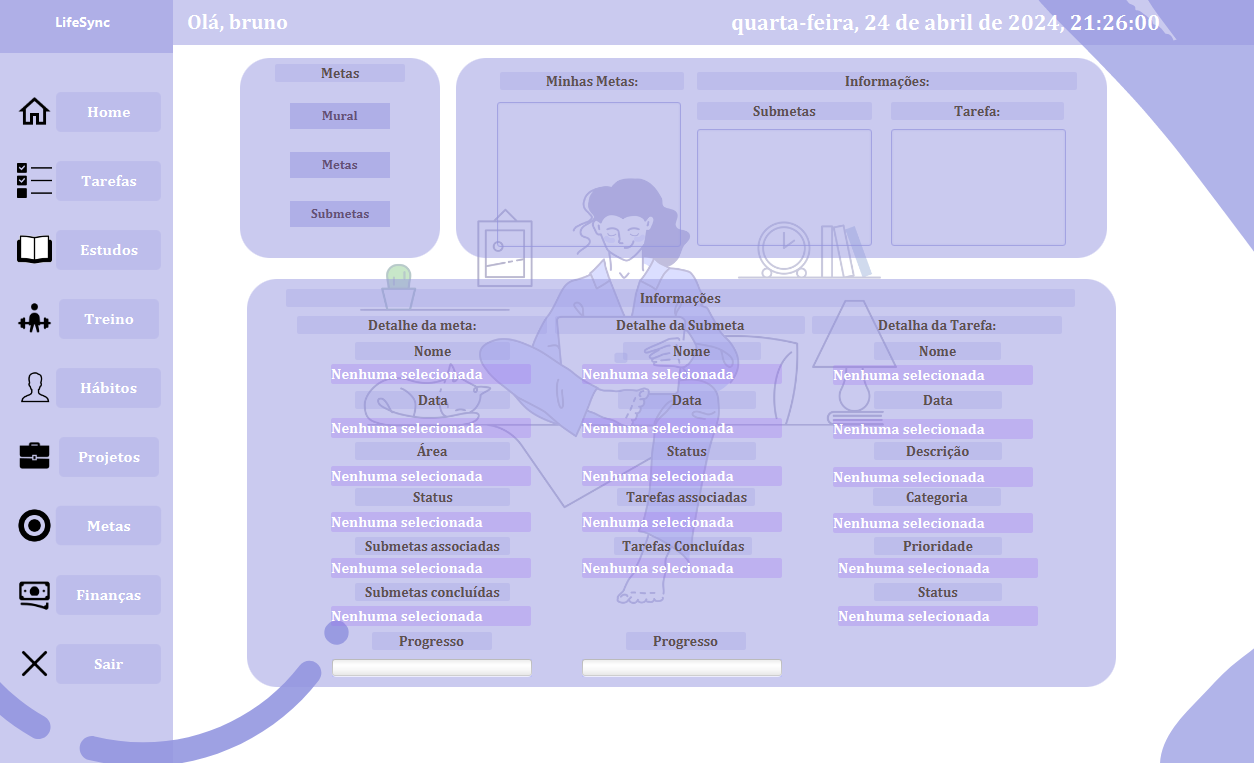 LifeSync
Olá, bruno
quarta-feira, 24 de abril de 2024, 21:26:00
Home
Tarefas
Estudos
Treino
Hábitos
Projetos
Metas
Finanças
Sair
Metas
Mural
Metas
Submetas
Minhas Metas:
Informações:
Submetas
Tarefa:
Informações
Detalhe da meta:
Nome
Nenhuma selecionada
Data
Nenhuma selecionada
Área
Nenhuma selecionada
Status
Nenhuma selecionada
Submetas associadas
Nenhuma selecionada
Submetas concluídas
Nenhuma selecionada
Progresso
Detalhe da Submeta
Nome
Nenhuma selecionada
Data
Nenhuma selecionada
Status
Nenhuma selecionada
Tarefas associadas
Nenhuma selecionada
Tarefas Concluídas
Nenhuma selecionada
Progresso
Detalha da Tarefa:
Nome
Nenhuma selecionada
Data
Nenhuma selecionada
Descrição
Nenhuma selecionada
Categoria
Nenhuma selecionada
Prioridade
Nenhuma selecionada
Status
Nenhuma selecionada